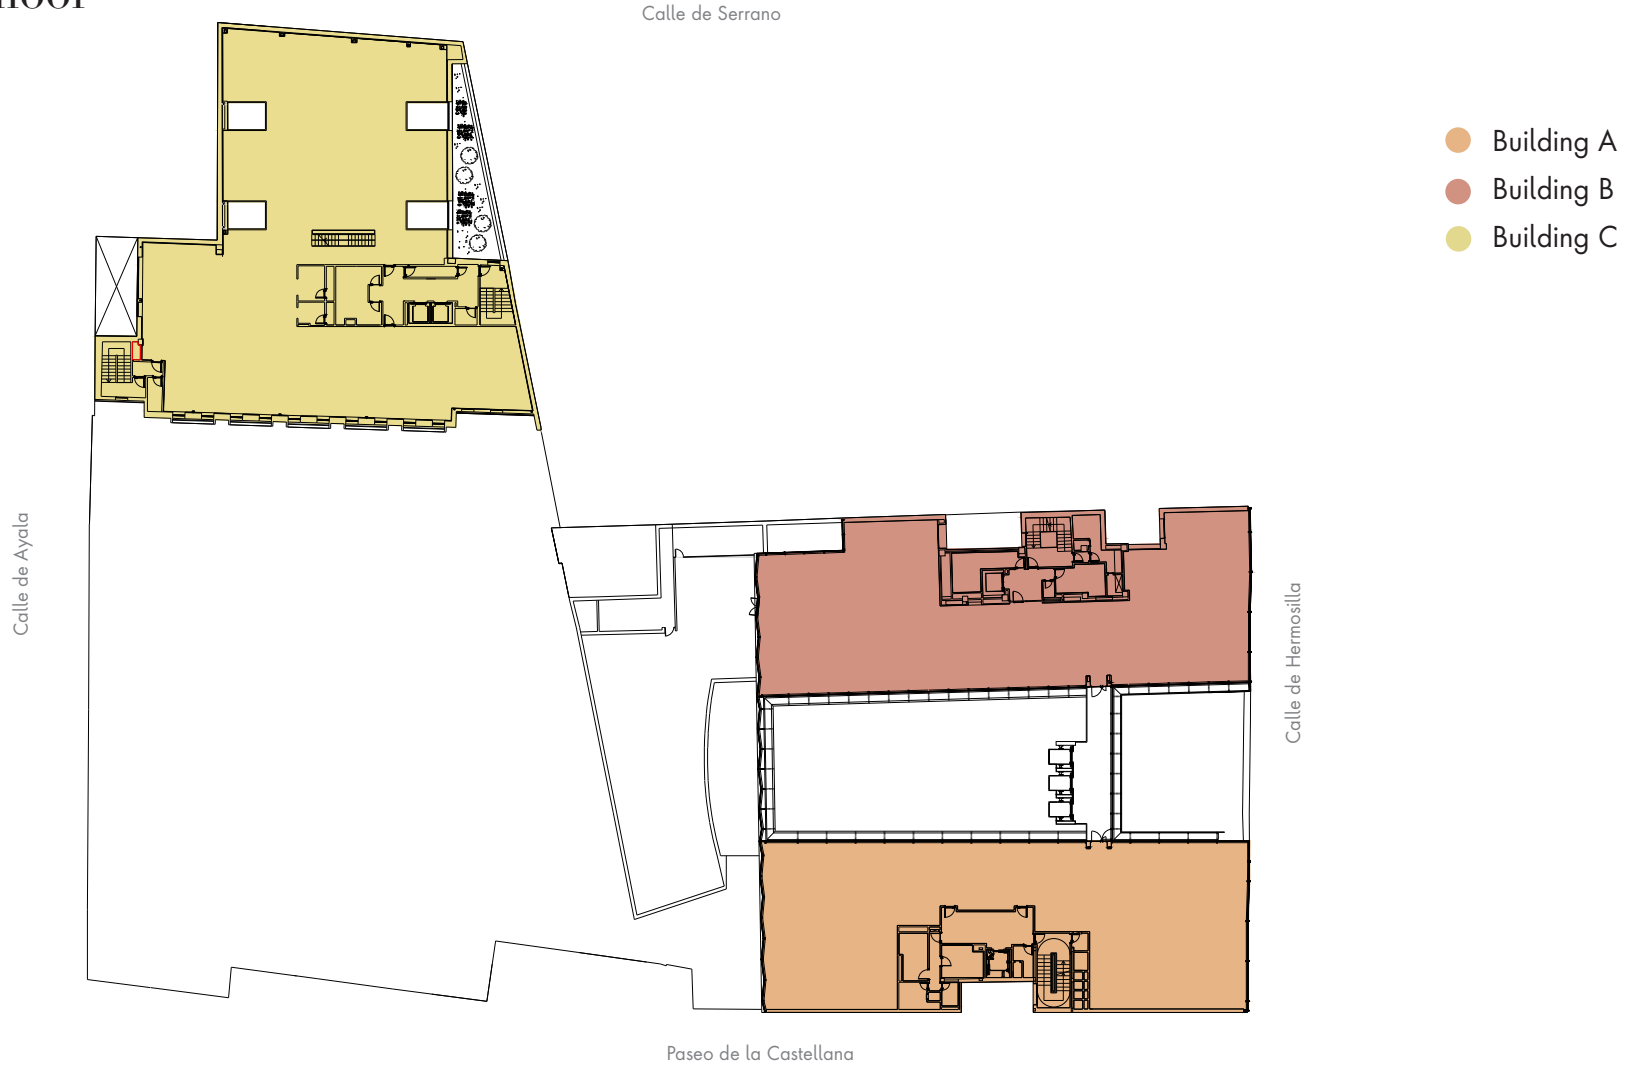 Calle de Serrano
Building A
Building B
Building C
Calle de Ayala
Calle de Hermosilla
Paseo de la Castellana